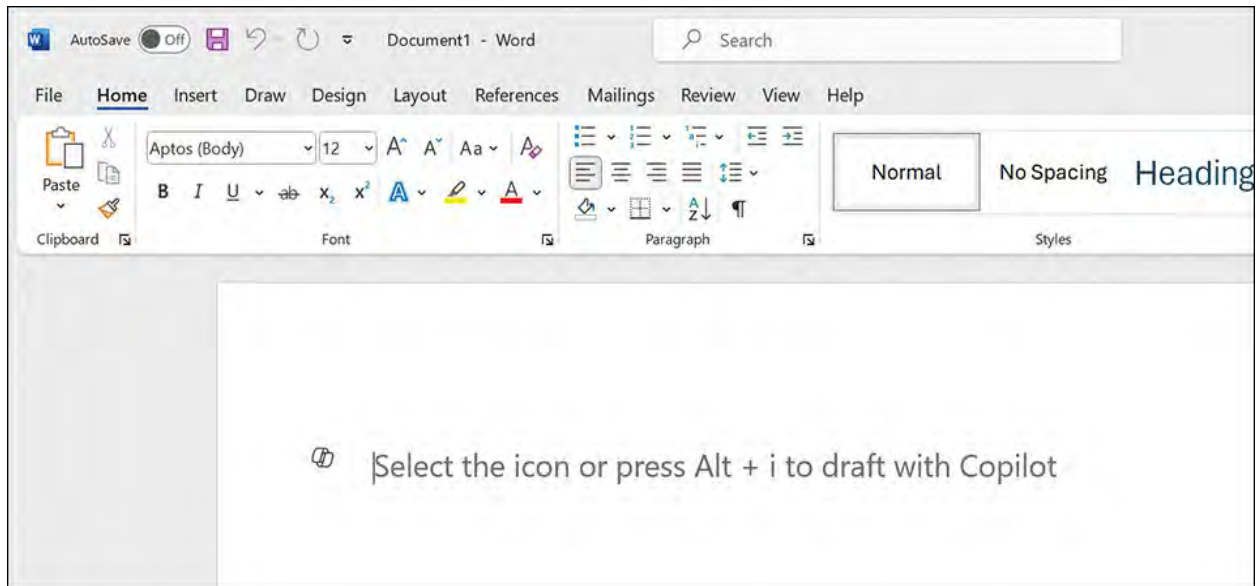 W AutoSave Off Document1 - Word Search
File Home Insert Draw Design Layout References Mailings Review View Help
Paste Aptos (Body) 12 A A Aa A Normal No Spacing Heading
B I U ab x₂ x² A A A Z ¶
Clipboard Font Paragraph Styles
Select the icon or press Alt + i to draft with Copilot